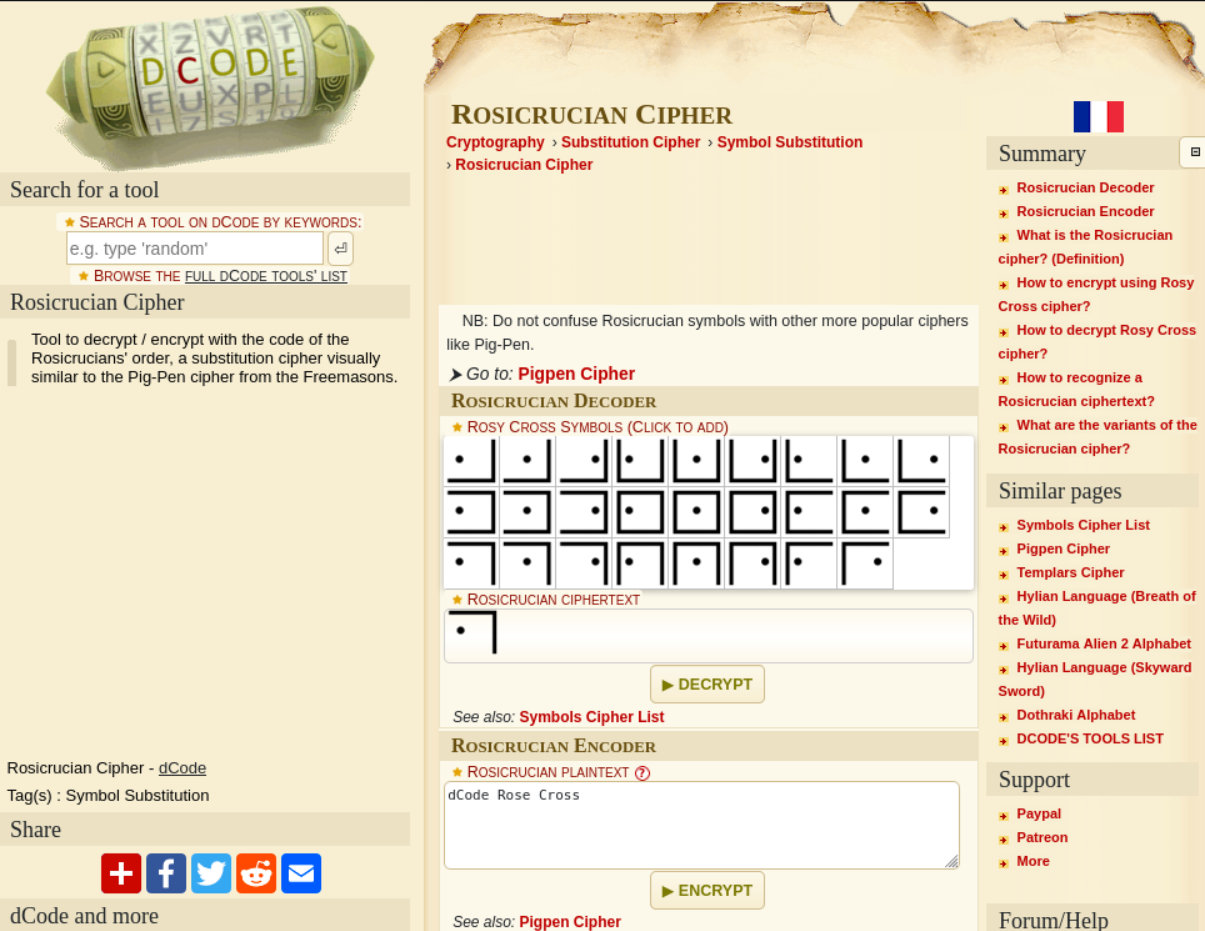 X Z V R T
D C O D E
E U X P L
Search for a tool
★ SEARCH A TOOL ON DCODE BY KEYWORDS:
e.g. type 'random'
★ BROWSE THE FULL DCODE TOOLS' LIST
Rosicrucian Cipher
Tool to decrypt / encrypt with the code of the
Rosicrucians' order, a substitution cipher visually
similar to the Pig-Pen cipher from the Freemasons.
Rosicrucian Cipher - dCode
Tag(s) : Symbol Substitution
Share
dCode and more
ROSICRUCIAN CIPHER
Cryptography › Substitution Cipher › Symbol Substitution
› Rosicrucian Cipher
NB: Do not confuse Rosicrucian symbols with other more popular ciphers
like Pig-Pen.
➤ Go to: Pigpen Cipher
ROSICRUCIAN DECODER
★ ROSY CROSS SYMBOLS (CLICK TO ADD)
★ ROSICRUCIAN CIPHERTEXT
▶ DECRYPT
See also: Symbols Cipher List
ROSICRUCIAN ENCODER
★ ROSICRUCIAN PLAINTEXT ?
dCode Rose Cross
▶ ENCRYPT
See also: Pigpen Cipher
Summary
Rosicrucian Decoder
Rosicrucian Encoder
What is the Rosicrucian
cipher? (Definition)
How to encrypt using Rosy
Cross cipher?
How to decrypt Rosy Cross
cipher?
How to recognize a
Rosicrucian ciphertext?
What are the variants of the
Rosicrucian cipher?
Similar pages
Symbols Cipher List
Pigpen Cipher
Templars Cipher
Hylian Language (Breath of
the Wild)
Futurama Alien 2 Alphabet
Hylian Language (Skyward
Sword)
Dothraki Alphabet
DCODE'S TOOLS LIST
Support
Paypal
Patreon
More
Forum/Help